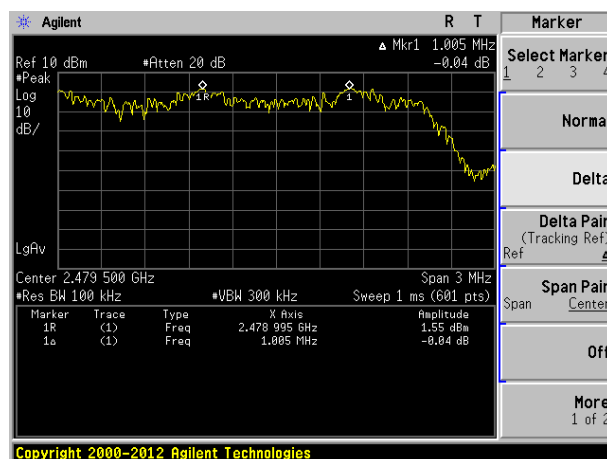 Agilent R T Marker
Mkr1 1.005 MHz
Ref 10 dBm #Atten 20 dB -0.04 dB
#Peak
Log
10
dB/
1R 1
LgAv
Center 2.479 500 GHz Span 3 MHz
#Res BW 100 kHz #VBW 300 kHz Sweep 1 ms (601 pts)
Marker Trace Type X Axis Amplitude
1R (1) Freq 2.478 995 GHz 1.55 dBm
1Δ (1) Freq 1.005 MHz -0.04 dB
Select Marker
1 2 3 4
Norma
Delta
Delta Pair
(Tracking Ref)
Ref Δ
Span Pair
Span Center
Off
More
1 of 2
Copyright 2000-2012 Agilent Technologies